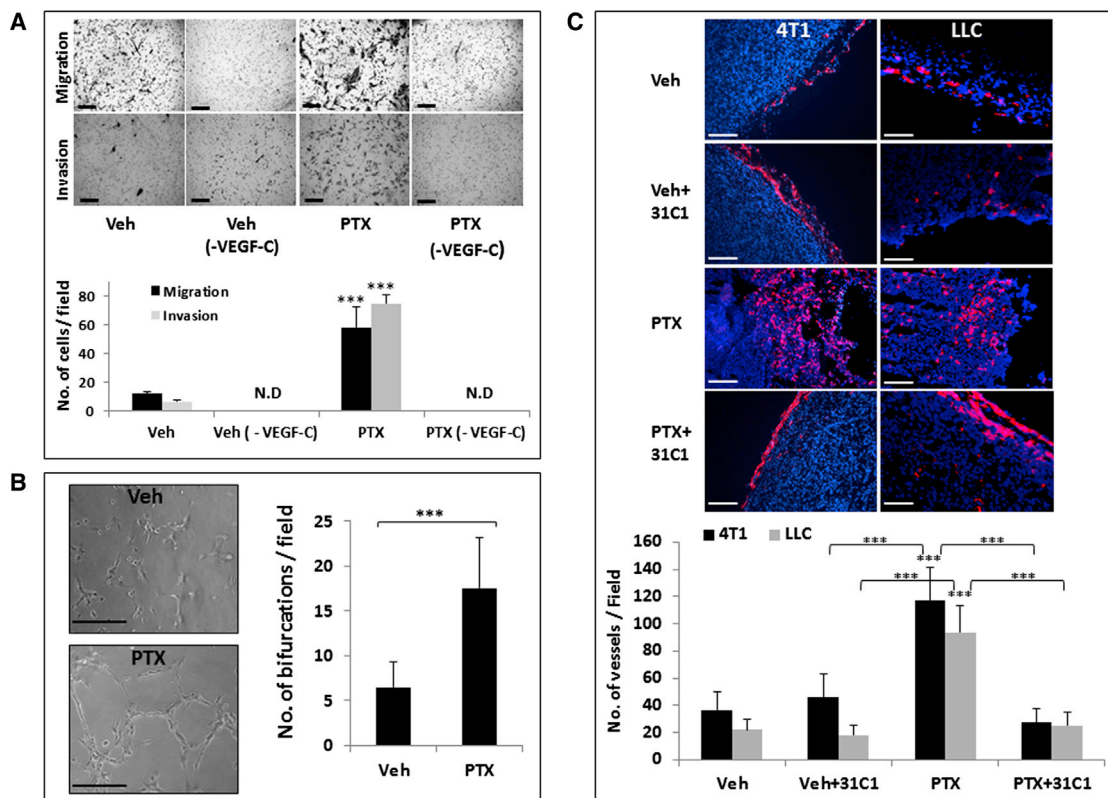 A
Migration
Invasion
Veh
Veh
(-VEGF-C)
PTX
PTX
(-VEGF-C)
No. of cells / field
80
60
40
20
0
Migration
Invasion
*** ***
N.D
N.D
Veh Veh ( - VEGF-C) PTX PTX (-VEGF-C)
B
Veh
PTX
No. of bifurcations / field
25
20
15
10
5
0
***
Veh PTX
C
4T1 LLC
Veh
Veh+
31C1
PTX
PTX+
31C1
No. of vessels / Field
160
140
120
100
80
60
40
20
0
4T1 LLC
*** ***
***
*** ***
***
Veh Veh+31C1 PTX PTX+31C1